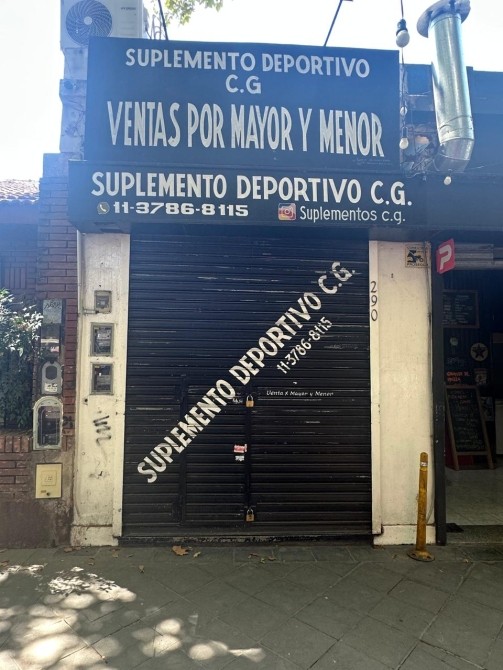 SUPLEMENTO DEPORTIVO
C.G
VENTAS POR MAYOR Y MENOR
SUPLEMENTO DEPORTIVO C.G.
11-3786-8115
Suplementos c.g.
SUPLEMENTO DEPORTIVO C.G.
11-3786-8115
290
Venta x Mayor y Menor
P